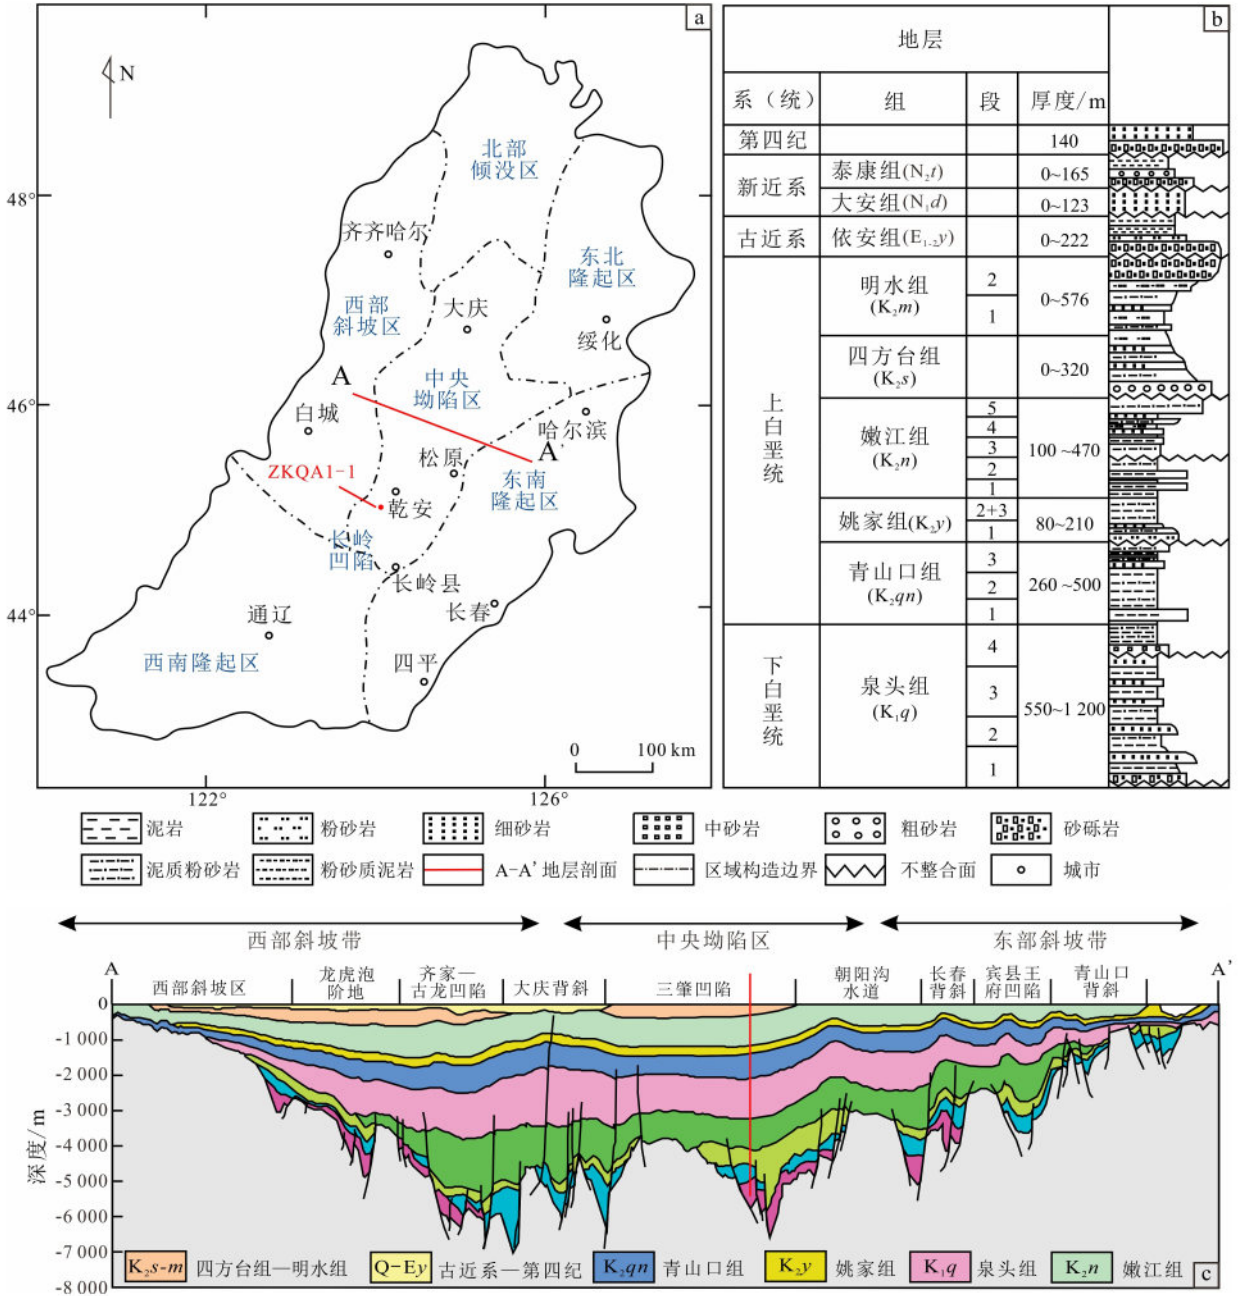 a
N
48°
46°
44°
122°
126°
北部
倾没区
齐齐哈尔
东北
隆起区
西部
斜坡区
大庆
绥化
A
中央
坳陷区
白城
哈尔滨
A'
ZKQA1-1
松原
东南
隆起区
乾安
长岭
凹陷
长岭县
通辽
长春
西南隆起区
四平
0 100 km
b
地层
系（统） 组 段 厚度/m
第四纪 140
新近系
泰康组(N₂t) 0~165
大安组(N₁d) 0~123
古近系 依安组(E₁₋₂y) 0~222
上白垩统
明水组
(K₂m)
2
1
0~576
四方台组
(K₂s)
0~320
嫩江组
(K₂n)
5
4
3
2
1
100 ~470
姚家组(K₂y)
2+3
1
80~210
青山口组
(K₂qn)
3
2
1
260 ~500
下白垩统
泉头组
(K₁q)
4
3
2
1
550~1 200
泥岩 粉砂岩 细砂岩 中砂岩 粗砂岩 砂砾岩
泥质粉砂岩 粉砂质泥岩 A-A'地层剖面 区域构造边界 不整合面 城市
西部斜坡带 中央坳陷区 东部斜坡带
A
西部斜坡区
龙虎泡
阶地
齐家—
古龙凹陷
大庆背斜
三肇凹陷
朝阳沟
水道
长春
背斜
宾县王
府凹陷
青山口
背斜
A'
深度/m
0
-1 000
-2 000
-3 000
-4 000
-5 000
-6 000
-7 000
-8 000
K₂s-m 四方台组—明水组 Q-Ey 古近系—第四纪 K₂qn 青山口组 K₂y 姚家组 K₁q 泉头组 K₂n 嫩江组
c